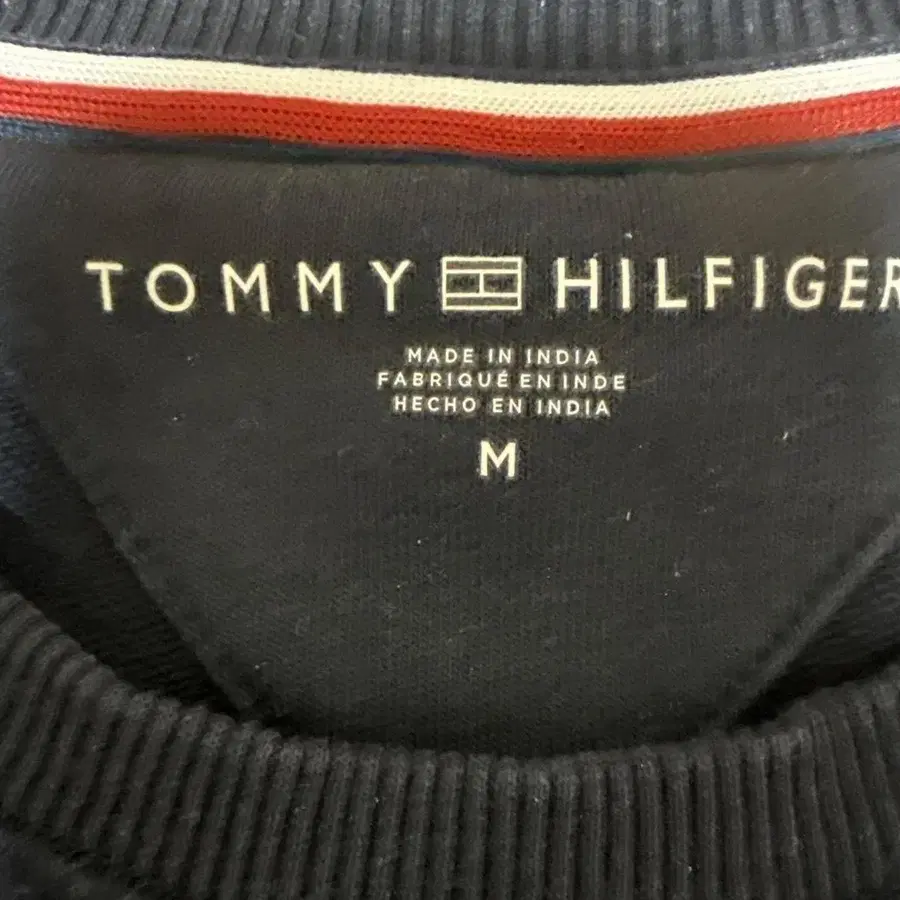 TOMMY HILFIGER
MADE IN INDIA
FABRIQUÉ EN INDE
HECHO EN INDIA
M